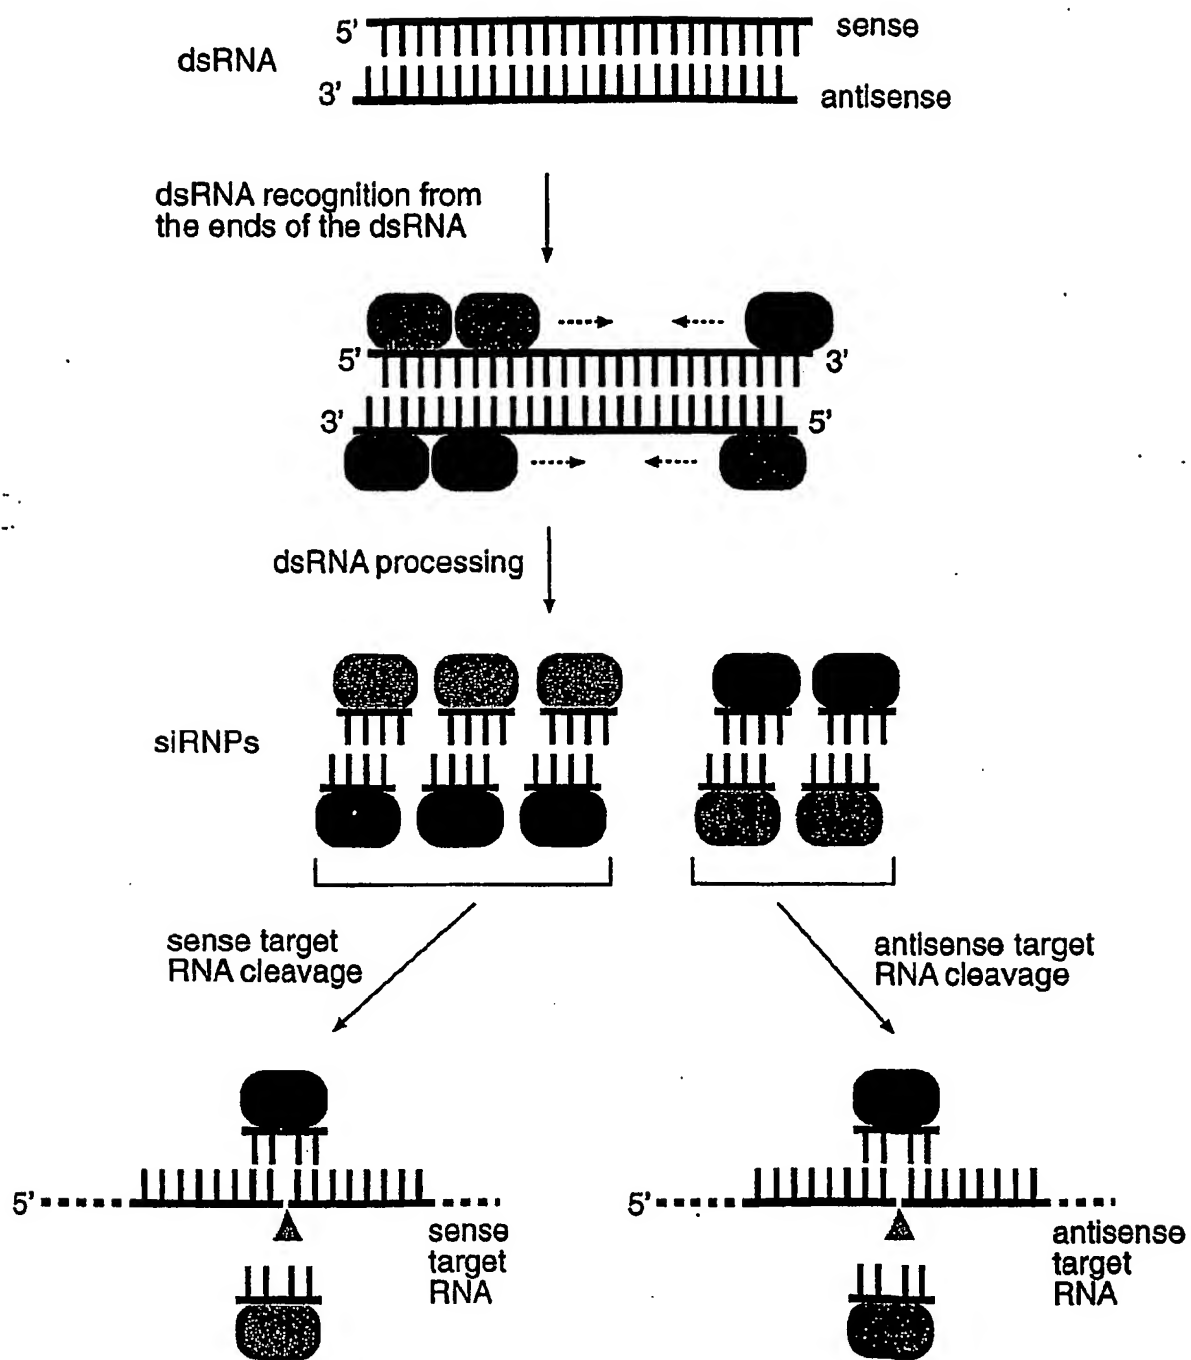 5' sense
dsRNA
3' antisense
dsRNA recognition from
the ends of the dsRNA
5' 3'
3' 5'
dsRNA processing
siRNPs
sense target
RNA cleavage
antisense target
RNA cleavage
5'
sense
target
RNA
5'
antisense
target
RNA